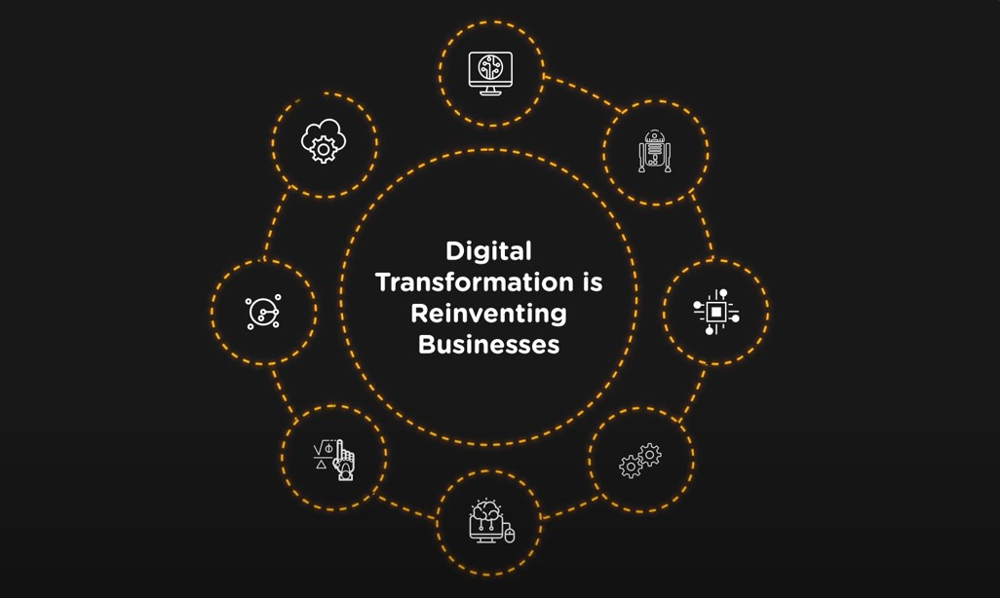 Digital
Transformation is
Reinventing
Businesses